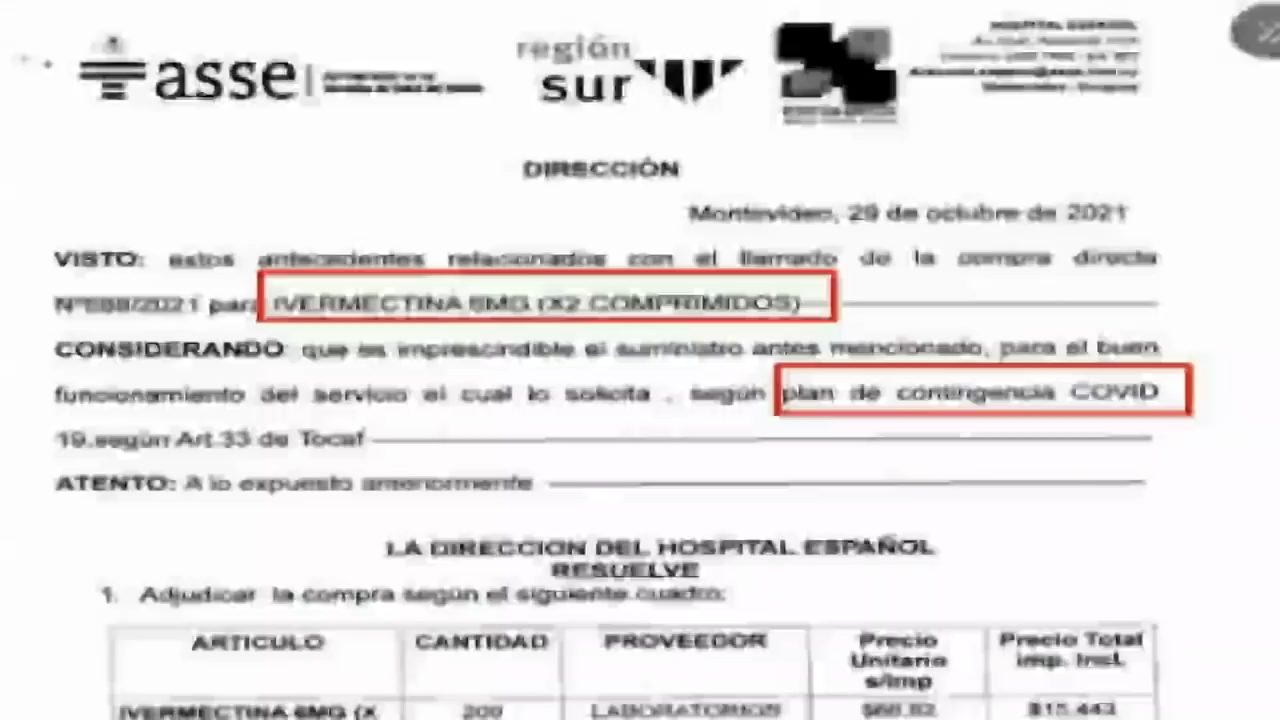 asse
región
sur
HOSPITAL ESPAÑOL
DIRECCIÓN
Montevideo, 29 de octubre de 2021
VISTO: estos antecedentes relacionados con el llamado de la compra directa
para IVERMECTINA 6MG (X2 COMPRIMIDOS)
CONSIDERANDO: que es imprescindible el suministro antes mencionado, para el buen
funcionamiento del servicio el cual lo solicita , según plan de contingencia COVID
19.según Art.33 de Tocaf
ATENTO: A lo expuesto anteriormente
LA DIRECCION DEL HOSPITAL ESPAÑOL
RESUELVE
1. Adjudicar la compra según el siguiente cuadro:
ARTICULO CANTIDAD PROVEEDOR Precio Unitario s/Imp Precio Total imp. Incl.
IVERMECTINA 6MG (X 200 LABORATORIOS $15.443